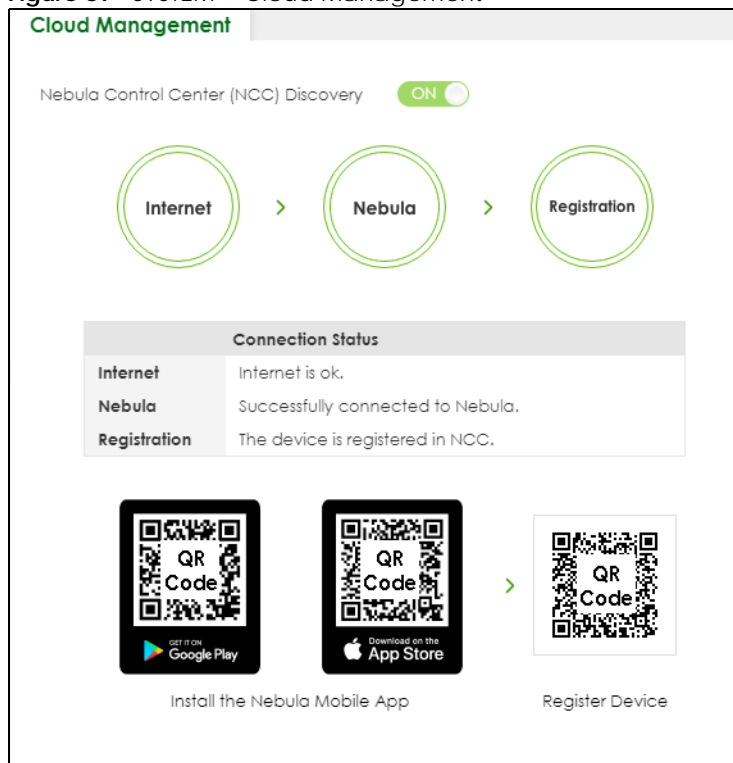 Cloud Management
Nebula Control Center (NCC) Discovery ON
Internet > Nebula > Registration
Connection Status
Internet Internet is ok.
Nebula Successfully connected to Nebula.
Registration The device is registered in NCC.
QR Code
QR Code
QR Code
GET IT ON Google Play
Download on the App Store
Install the Nebula Mobile App
Register Device